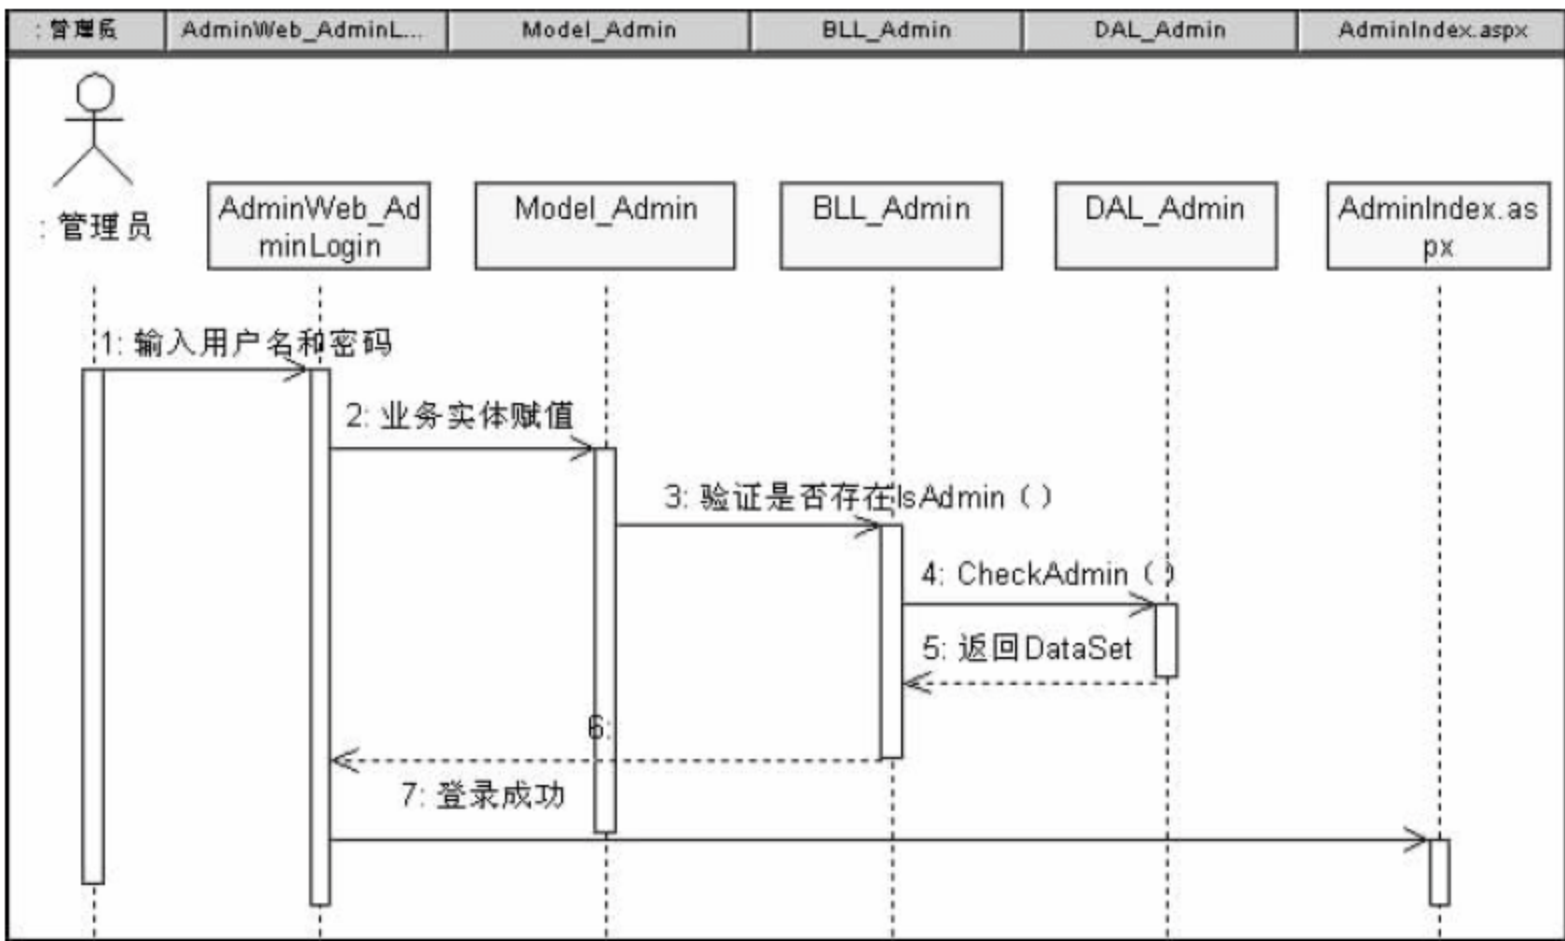 : 管理员
AdminWeb_AdminL...
Model_Admin
BLL_Admin
DAL_Admin
AdminIndex.aspx
: 管理员
AdminWeb_Ad
minLogin
Model_Admin
BLL_Admin
DAL_Admin
AdminIndex.as
px
1: 输入用户名和密码
2: 业务实体赋值
3: 验证是否存在IsAdmin（）
4: CheckAdmin（）
5: 返回DataSet
6:
7: 登录成功